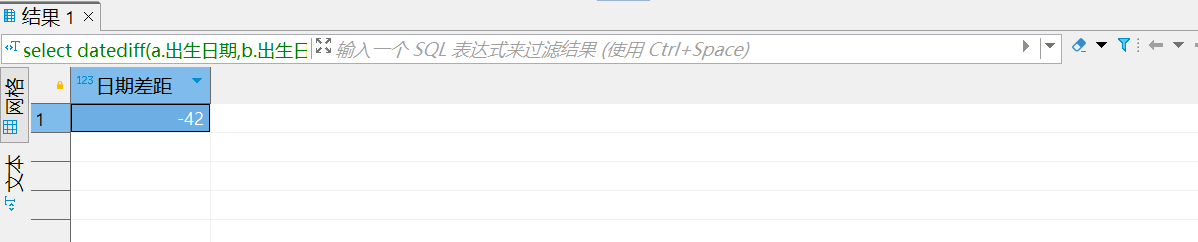 结果 1
select datediff(a.出生日期,b.出生日 输入一个 SQL 表达式来过滤结果 (使用 Ctrl+Space)
网格
123 日期差距
1 -42
文本